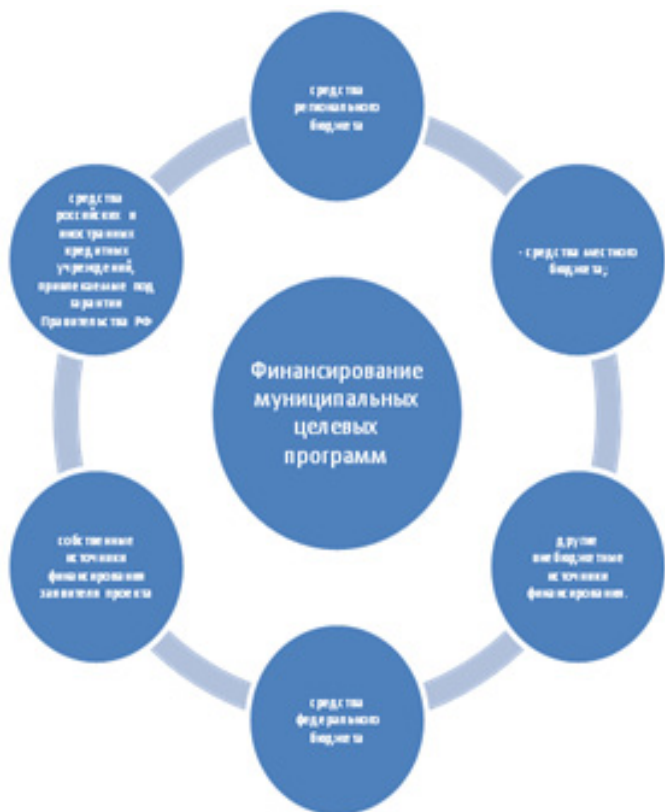 средства
регионального
бюджета
- средства местного
бюджета;
другие
внебюджетные
источники
финансирования.
средства
федерального
бюджета
собственные
источники
финансирования
заявителя проекта
средства
российских и
иностранных
кредитных
учреждений,
привлекаемые под
гарантии
Правительства РФ
Финансирование
муниципальных
целевых
программ